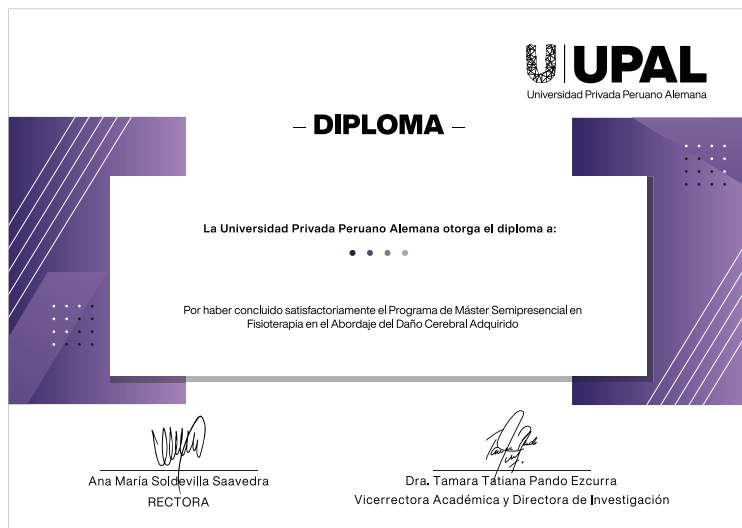 UPAL
Universidad Privada Peruano Alemana
– DIPLOMA –
La Universidad Privada Peruano Alemana otorga el diploma a:
Por haber concluido satisfactoriamente el Programa de Máster Semipresencial en
Fisioterapia en el Abordaje del Daño Cerebral Adquirido
Ana María Soldevilla Saavedra
RECTORA
Dra. Tamara Tatiana Pando Ezcurra
Vicerrectora Académica y Directora de Investigación